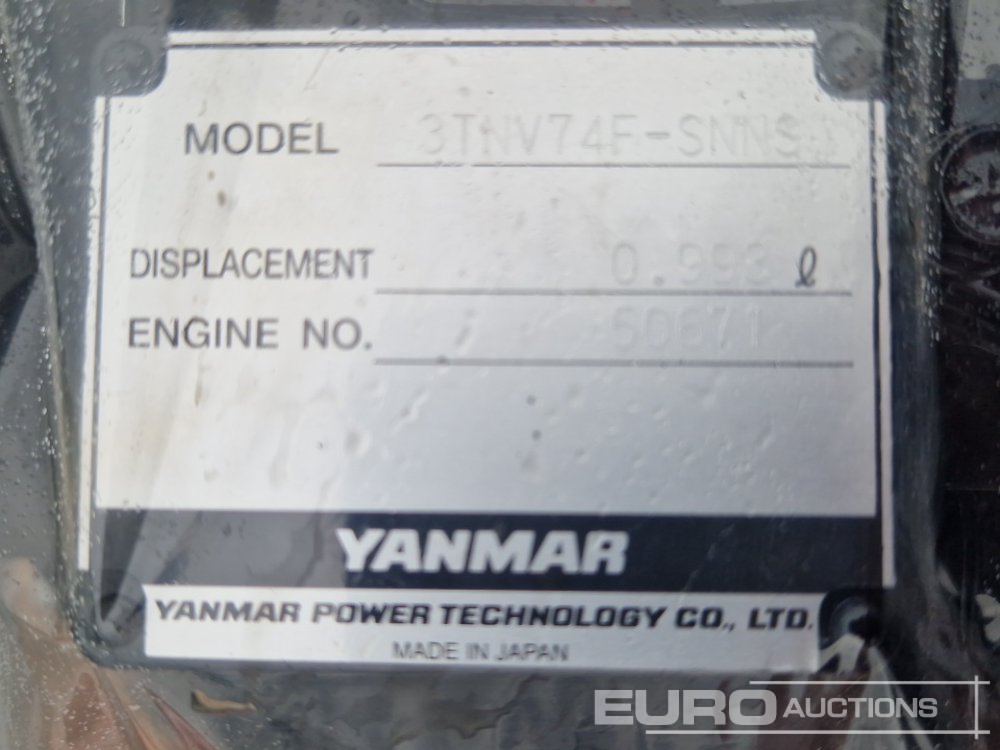 MODEL 3TNV74F-SNNS
DISPLACEMENT 0.993 ℓ
ENGINE NO. 50671
YANMAR
YANMAR POWER TECHNOLOGY CO., LTD.
MADE IN JAPAN
EURO AUCTIONS